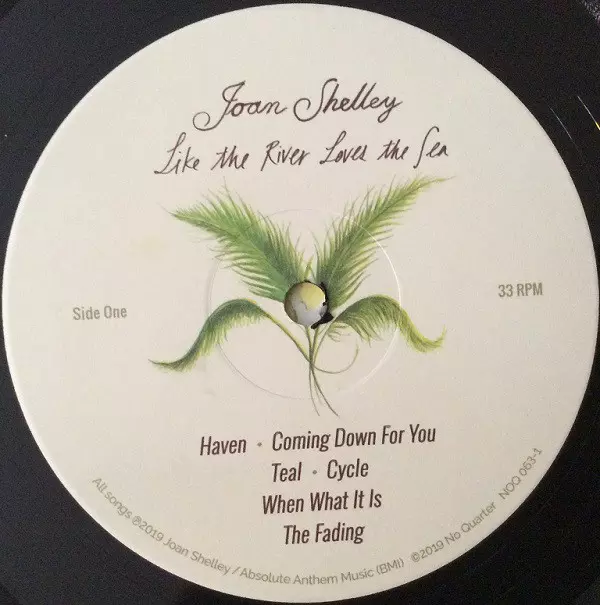 Joan Shelley
Like the River Loves the Sea
Side One
33 RPM
Haven • Coming Down For You
Teal • Cycle
When What It Is
The Fading
All songs ℗2019 Joan Shelley / Absolute Anthem Music (BMI) ©2019 No Quarter NOQ 063-1